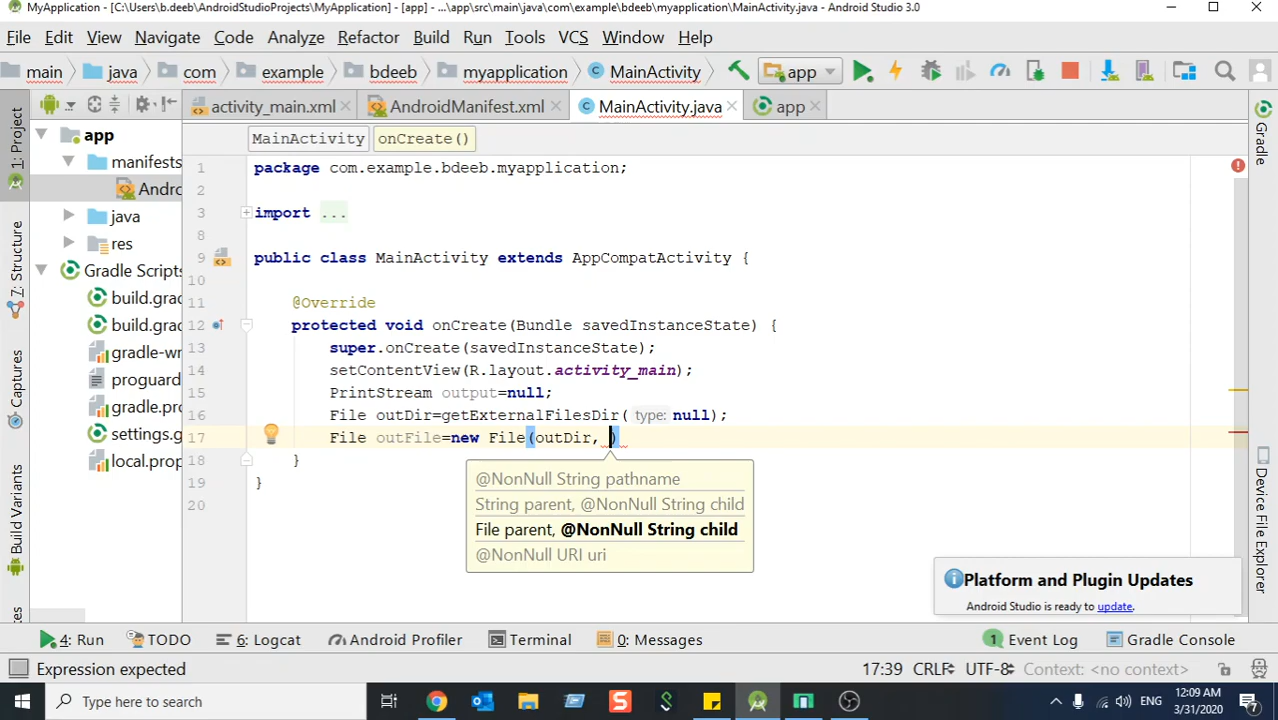 MyApplication - [C:\Users\b.deeb\AndroidStudioProjects\MyApplication] - [app] - ...\app\src\main\java\com\example\bdeeb\myapplication\MainActivity.java - Android Studio 3.0
File Edit View Navigate Code Analyze Refactor Build Run Tools VCS Window Help
main java com example bdeeb myapplication MainActivity app
activity_main.xml AndroidManifest.xml MainActivity.java app
MainActivity onCreate()
1: Project
Z: Structure
Captures
Build Variants
app
manifests
Andro
java
res
Gradle Scripts
build.grad
build.grad
gradle-wr
proguard
gradle.pro
settings.g
local.prop
1 package com.example.bdeeb.myapplication;
2
3 import ...
8
9 public class MainActivity extends AppCompatActivity {
10
11 @Override
12 protected void onCreate(Bundle savedInstanceState) {
13 super.onCreate(savedInstanceState);
14 setContentView(R.layout.activity_main);
15 PrintStream output=null;
16 File outDir=getExternalFilesDir( type: null);
17 File outFile=new File(outDir, )
18 }
19 }
20
@NonNull String pathname
String parent, @NonNull String child
File parent, @NonNull String child
@NonNull URI uri
Gradle
Device File Explorer
Platform and Plugin Updates
Android Studio is ready to update.
4: Run TODO 6: Logcat Android Profiler Terminal 0: Messages 1 Event Log Gradle Console
Expression expected 17:39 CRLF UTF-8 Context: <no context>
Type here to search
ENG
12:09 AM
3/31/2020
7